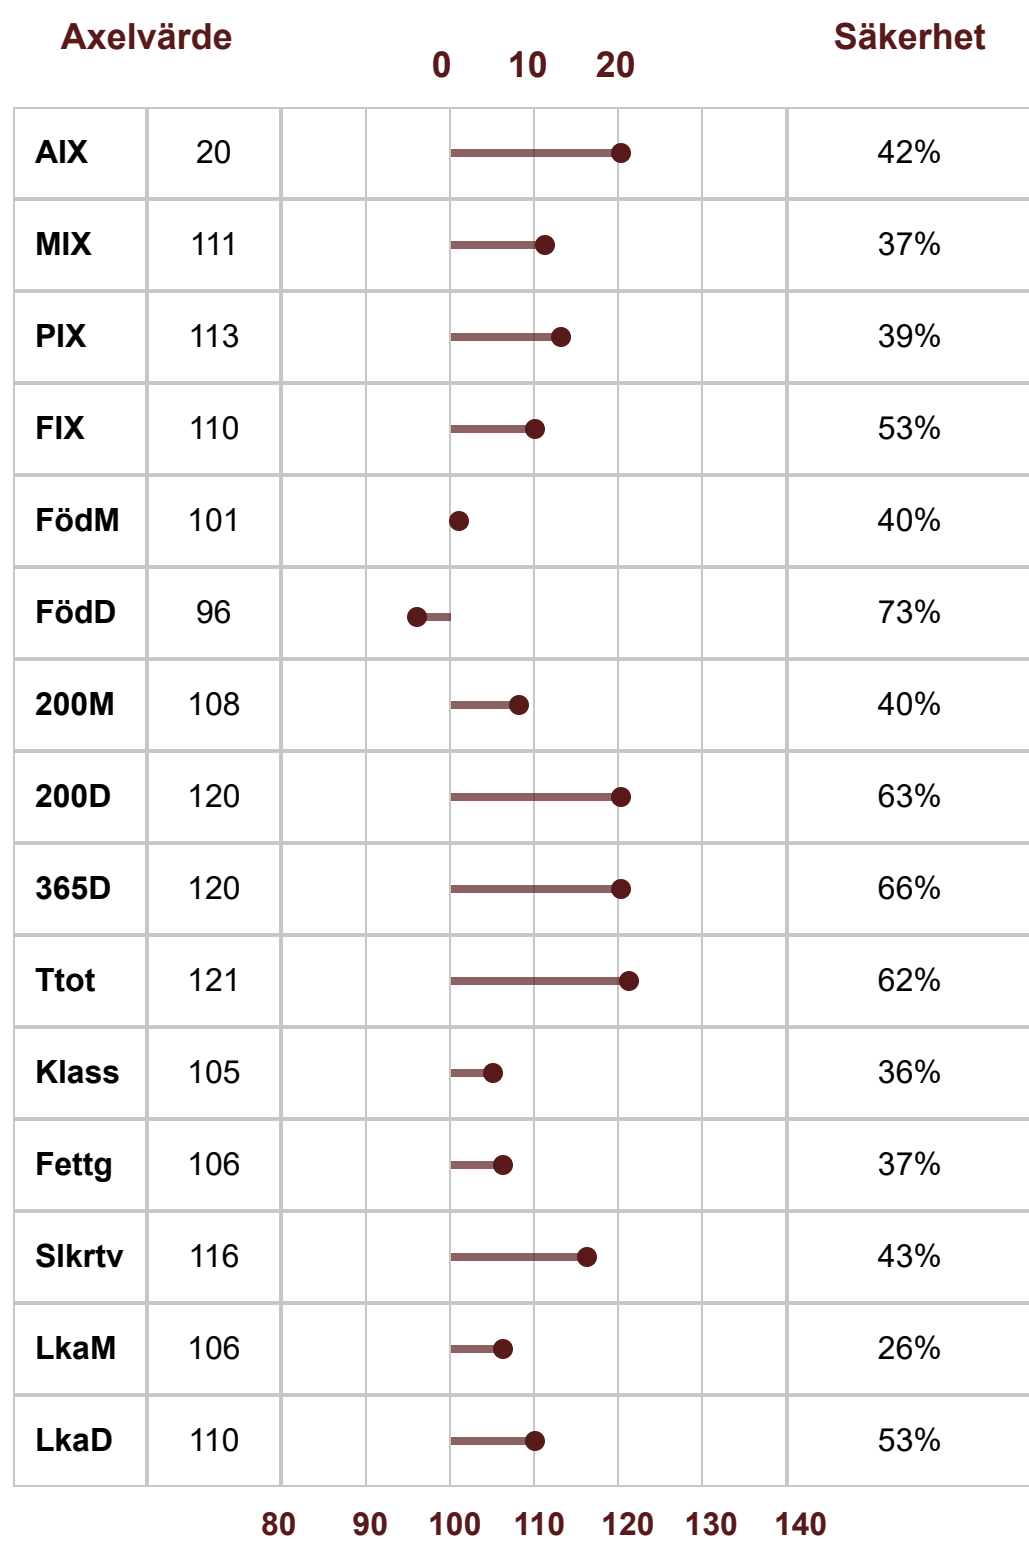 Axelvärde Säkerhet
0 10 20
AIX 20 42%
MIX 111 37%
PIX 113 39%
FIX 110 53%
FödM 101 40%
FödD 96 73%
200M 108 40%
200D 120 63%
365D 120 66%
Ttot 121 62%
Klass 105 36%
Fettg 106 37%
Slkrtv 116 43%
LkaM 106 26%
LkaD 110 53%
80 90 100 110 120 130 140